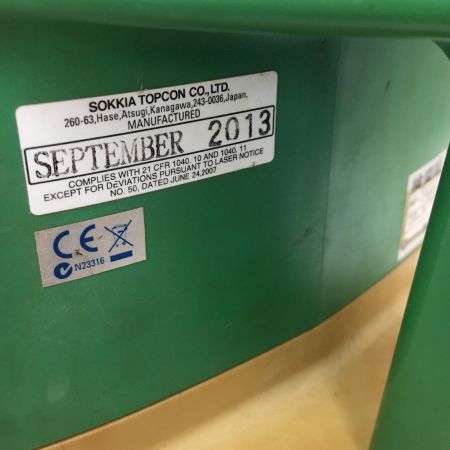 SOKKIA TOPCON CO., LTD.
260-63,Hase,Atsugi,Kanagawa,243-0036,Japan.
MANUFACTURED
SEPTEMBER 2013
COMPLIES WITH 21 CFR 1040. 10 AND 1040. 11
EXCEPT FOR DEVIATIONS PURSUANT TO LASER NOTICE
NO. 50, DATED JUNE 24,2007
CE
N23316